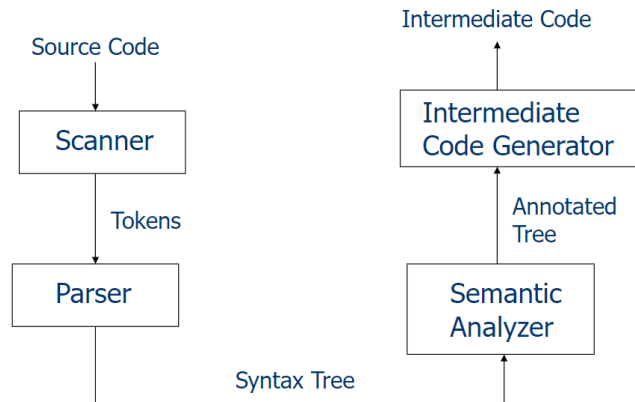 Source Code
Scanner
Tokens
Parser
Syntax Tree
Semantic
Analyzer
Annotated
Tree
Intermediate
Code Generator
Intermediate Code